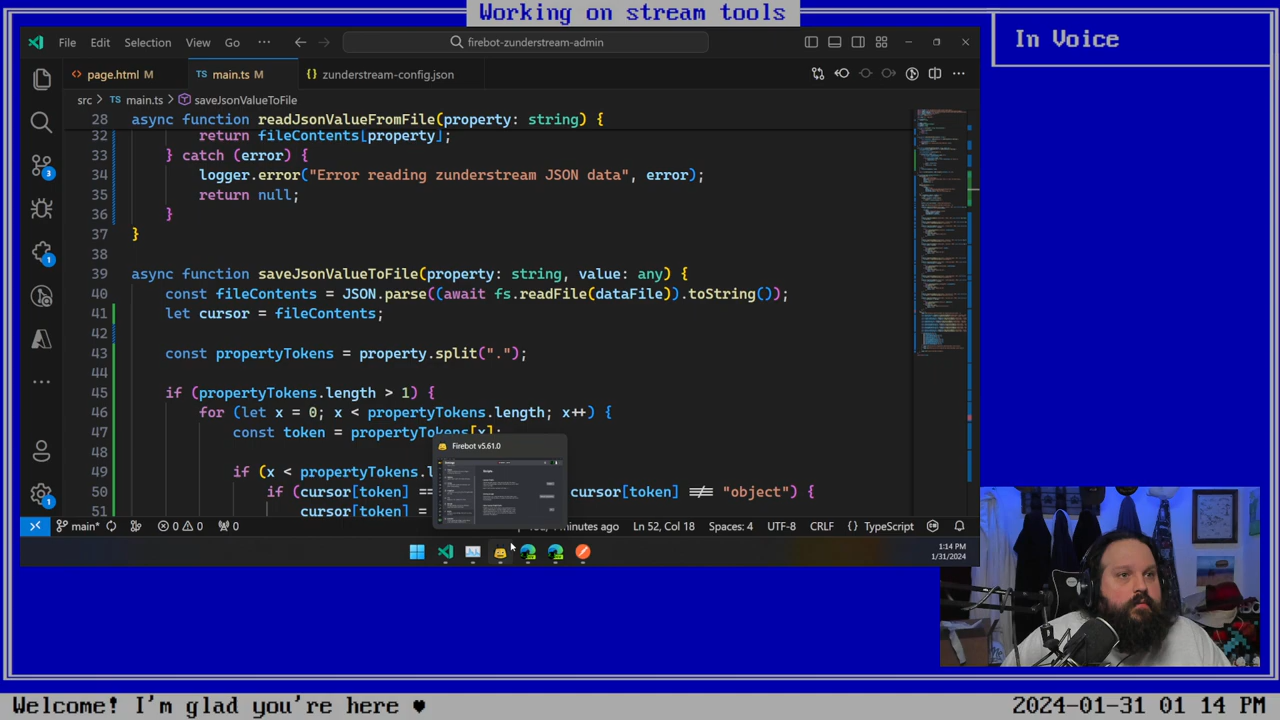 Working on stream tools
In Voice
File Edit Selection View Go ···
firebot-zunderstream-admin
page.html M
TS main.ts M
{} zunderstream-config.json
src > TS main.ts > saveJsonValueToFile
28 async function readJsonValueFromFile(property: string) {
32 return fileContents[property];
33 } catch (error) {
34 logger.error("Error reading zunderstream JSON data", error);
35 return null;
36 }
37 }
38
39 async function saveJsonValueToFile(property: string, value: any) {
40 const fileContents = JSON.parse((await fs.readFile(dataFile)).toString());
41 let cursor = fileContents;
42
43 const propertyTokens = property.split(".");
44
45 if (propertyTokens.length > 1) {
46 for (let x = 0; x < propertyTokens.length; x++) {
47 const token = propertyTokens[x];
48
49 if (x < propertyTokens.l
50 if (cursor[token] == cursor[token] !== "object") {
51 cursor[token] =
Firebot v5.61.0
3
1
1
main* 0 0 0
minutes ago Ln 52, Col 18 Spaces: 4 UTF-8 CRLF {} TypeScript
1:14 PM
1/31/2024
Welcome! I'm glad you're here ♥
2024-01-31 01 14 PM